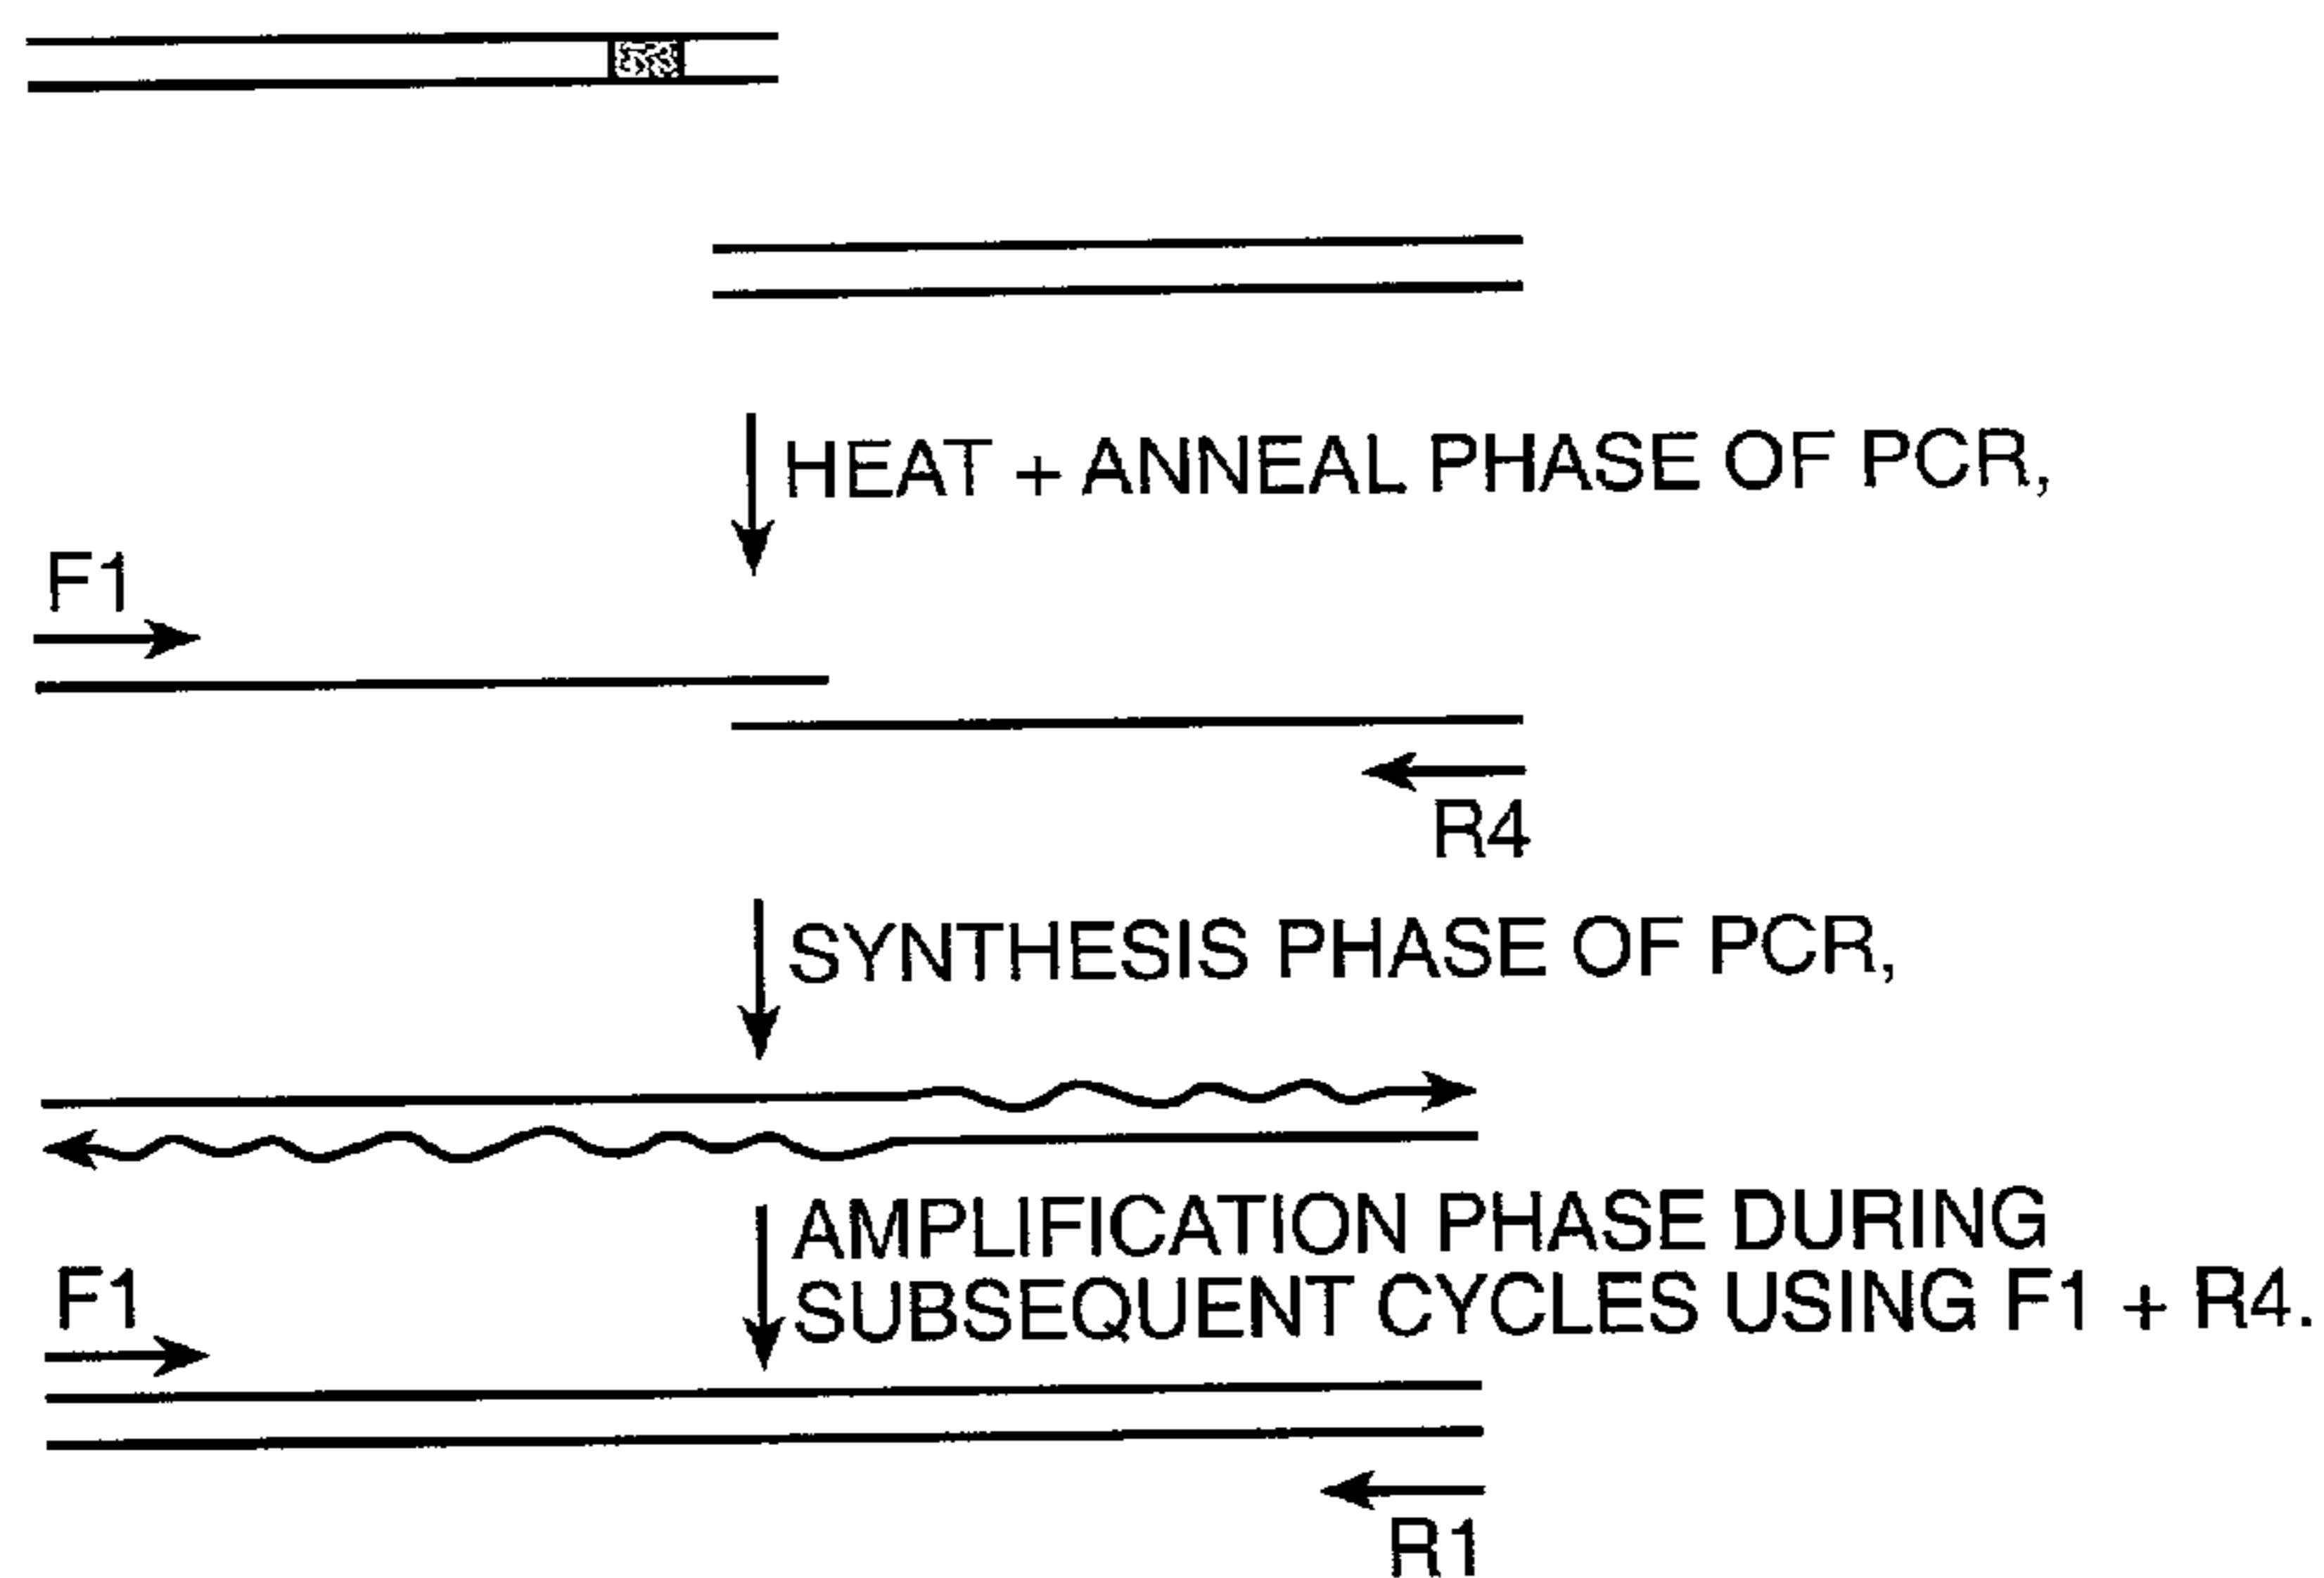 HEAT + ANNEAL PHASE OF PCR,
F1
R4
SYNTHESIS PHASE OF PCR,
AMPLIFICATION PHASE DURING
SUBSEQUENT CYCLES USING F1 + R4.
F1
R1